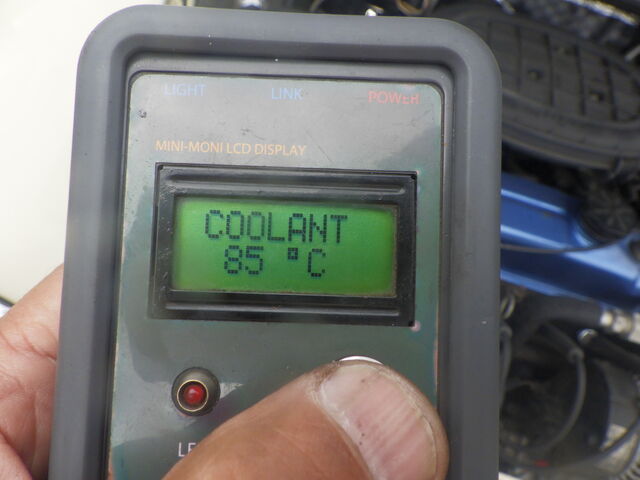 LIGHT LINK POWER
MINI-MONI LCD DISPLAY
COOLANT
85 °C